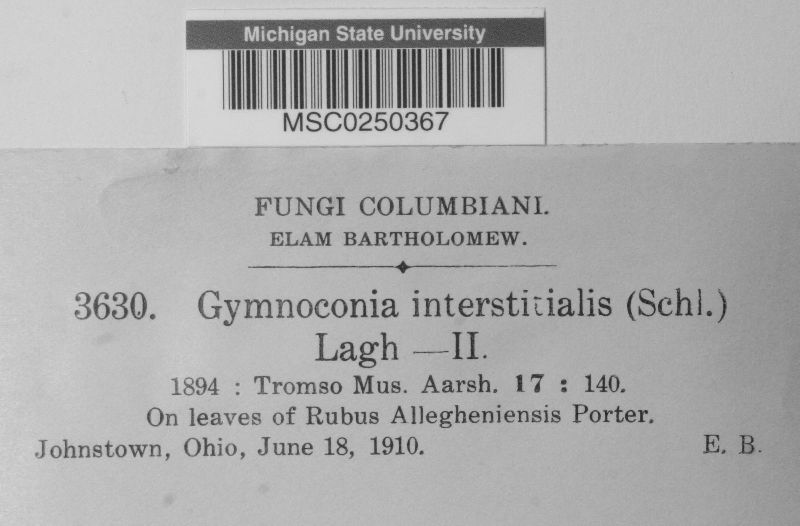 Michigan State University
MSC0250367
FUNGI COLUMBIANI.
ELAM BARTHOLOMEW.
3630. Gymnoconia interstitialis (Schl.)
Lagh —II.
1894 : Tromso Mus. Aarsh. 17 : 140.
On leaves of Rubus Allegheniensis Porter.
Johnstown, Ohio, June 18, 1910. E. B.